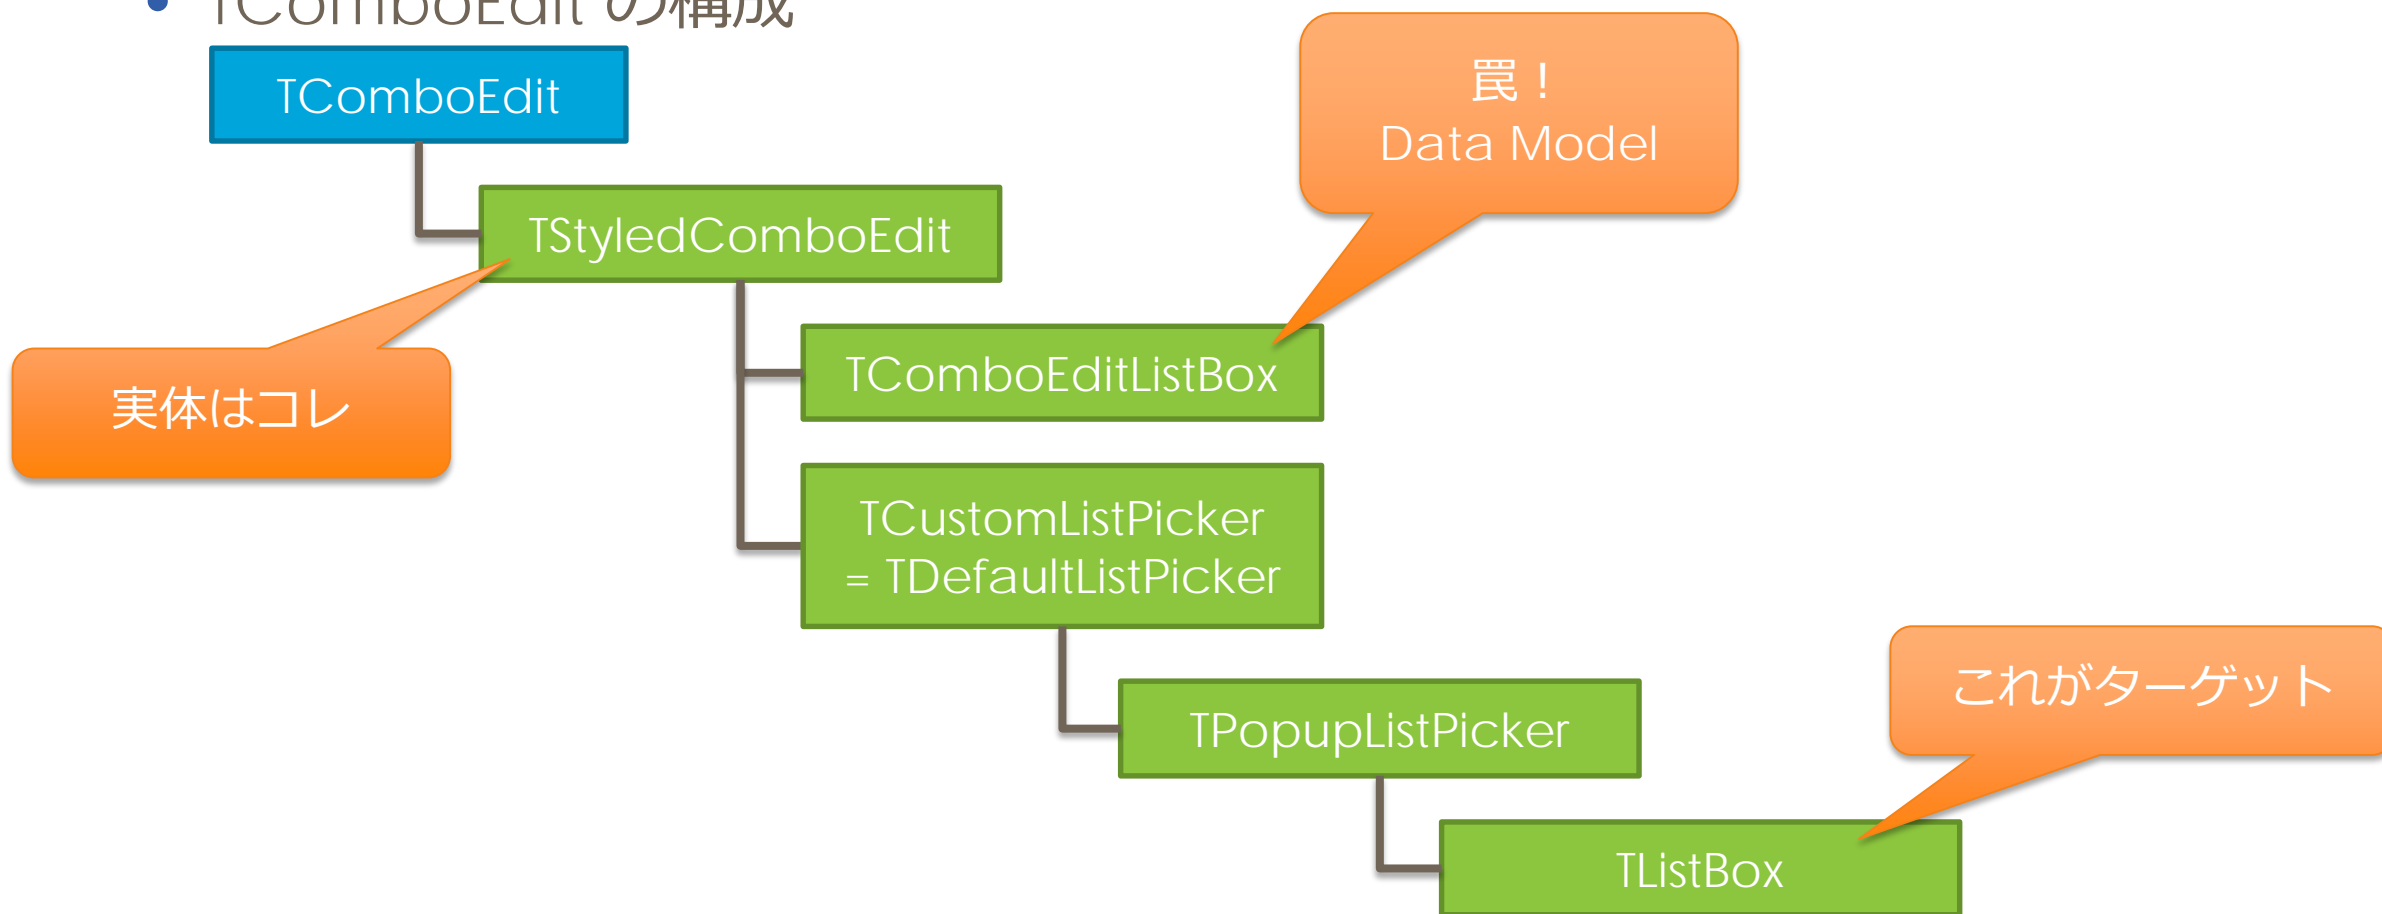 • TComboEdit の構成
TComboEdit
罠！
Data Model
TStyledComboEdit
TComboEditListBox
実体はコレ
TCustomListPicker
= TDefaultListPicker
これがターゲット
TPopupListPicker
TListBox